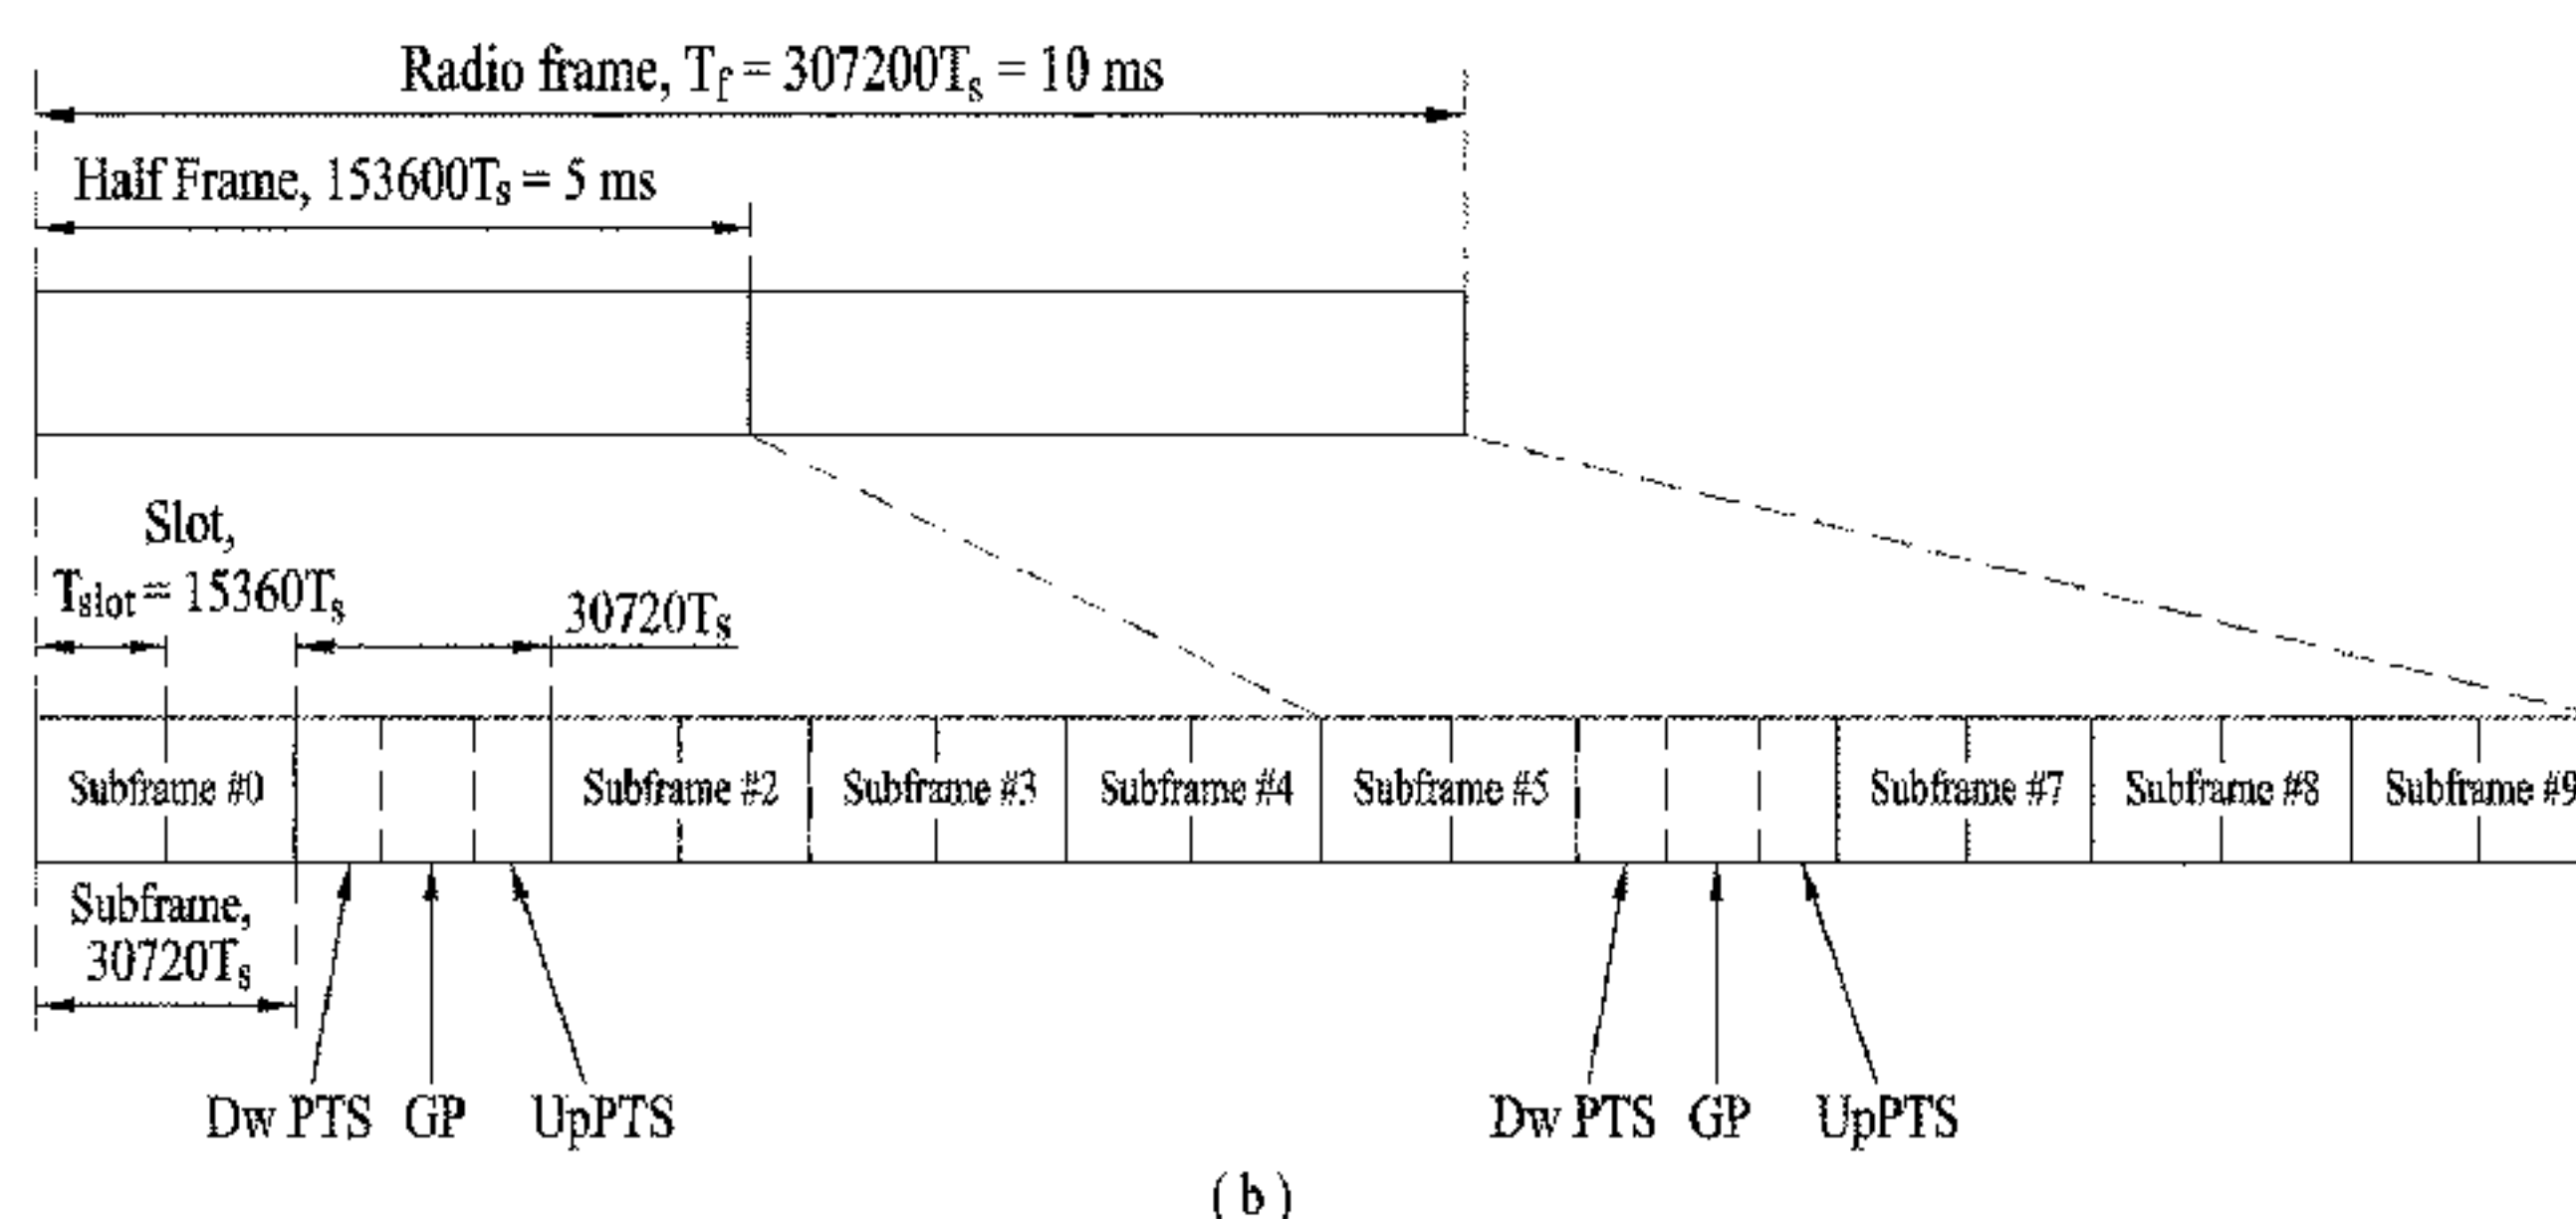 Radio frame, Tf = 307200Ts = 10 ms
Half Frame, 153600Ts = 5 ms
Slot,
Tslot = 15360Ts
30720Ts
Subframe #0
Subframe #2
Subframe #3
Subframe #4
Subframe #5
Subframe #7
Subframe #8
Subframe #9
Subframe,
30720Ts
Dw PTS
GP
UpPTS
Dw PTS
GP
UpPTS
( b )